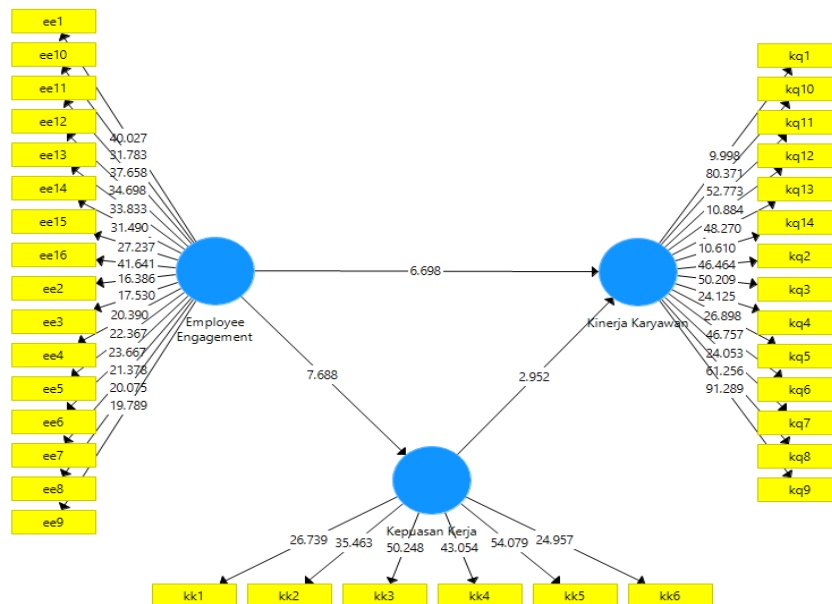 ee1
ee10
ee11
ee12
ee13
ee14
ee15
ee16
ee2
ee3
ee4
ee5
ee6
ee7
ee8
ee9
40.027
31.783
37.658
34.698
33.833
31.490
27.237
41.641
16.386
17.530
20.390
22.367
23.667
21.378
20.075
19.789
Employee
Engagement
6.698
7.688
2.952
Kinerja Karyawan
9.998
80.371
52.773
10.884
48.270
10.610
46.464
50.209
24.125
26.898
46.757
24.053
61.256
91.289
kq1
kq10
kq11
kq12
kq13
kq14
kq2
kq3
kq4
kq5
kq6
kq7
kq8
kq9
Kepuasan Kerja
26.739
35.463
50.248
43.054
54.079
24.957
kk1
kk2
kk3
kk4
kk5
kk6